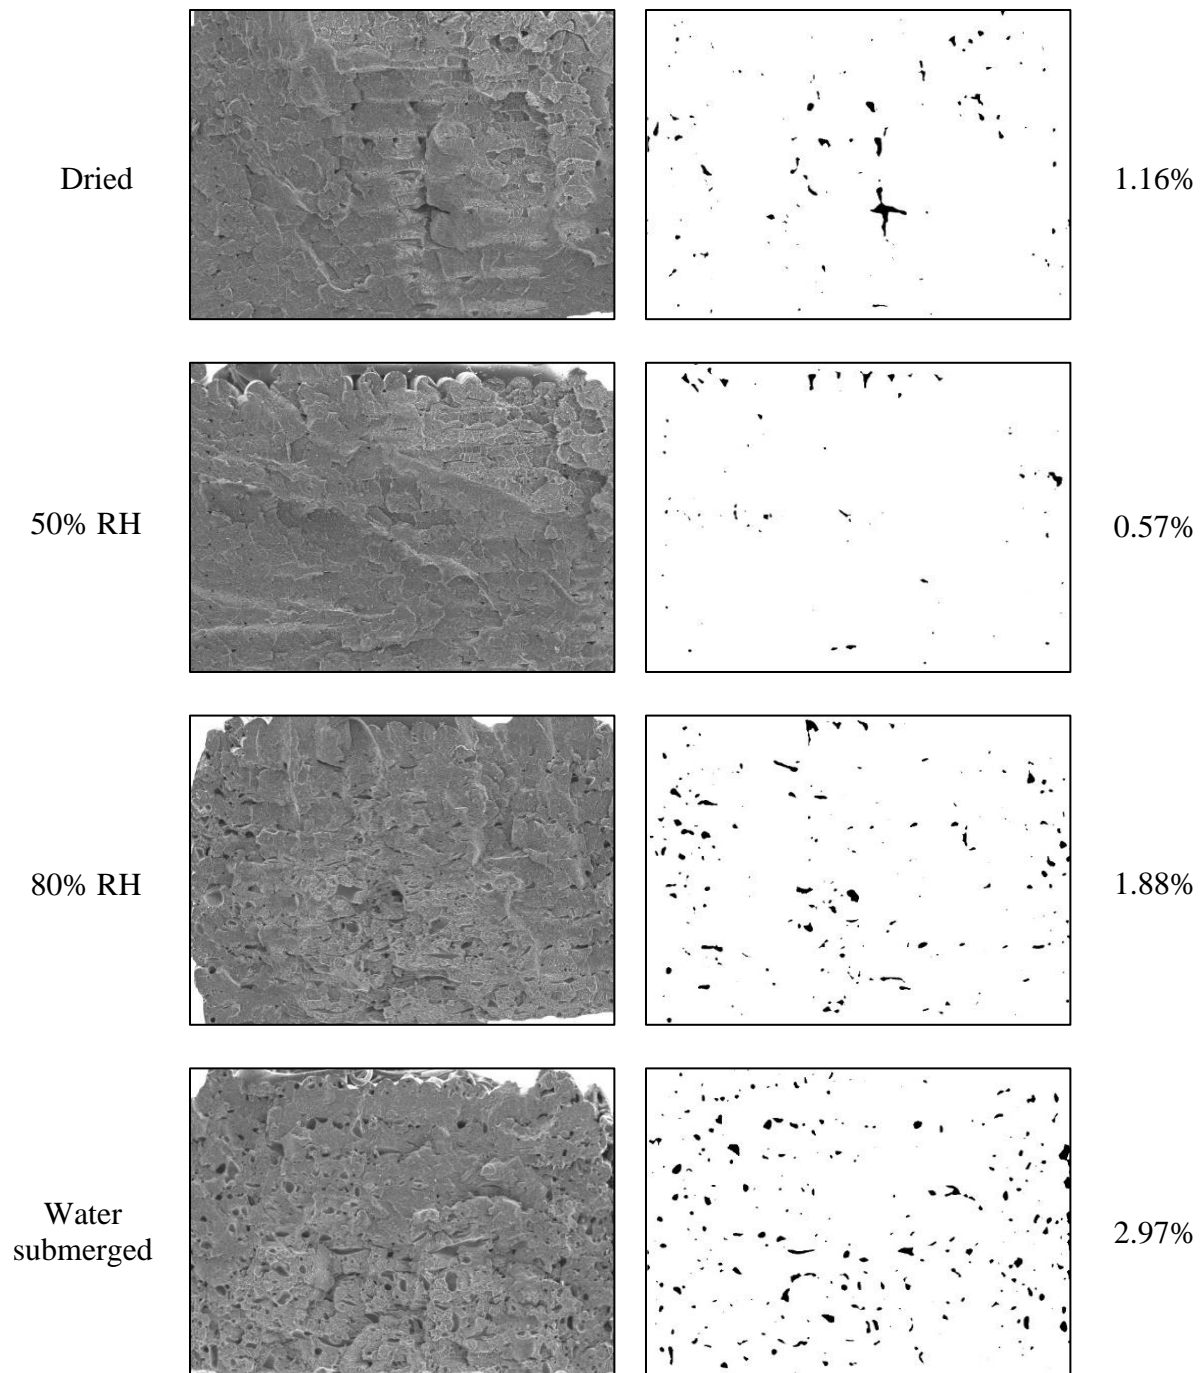 Dried
1.16%
50% RH
0.57%
80% RH
1.88%
Water
submerged
2.97%